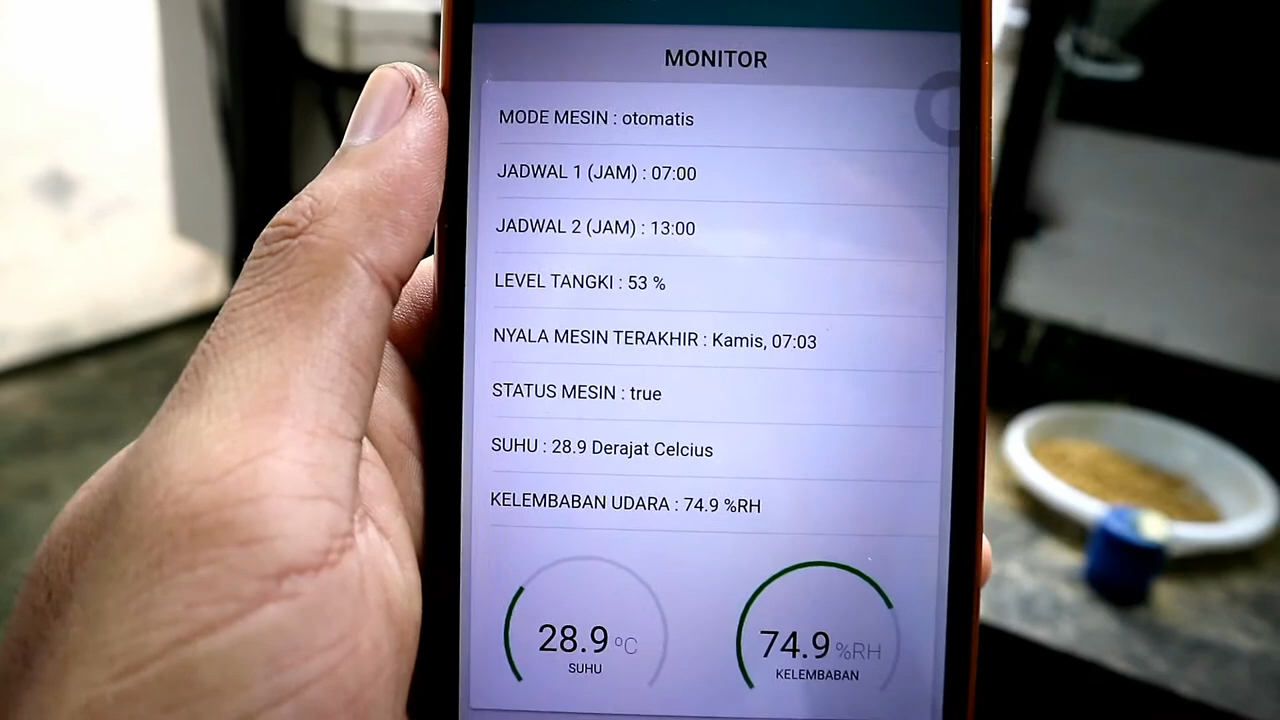 MONITOR
MODE MESIN : otomatis
JADWAL 1 (JAM) : 07:00
JADWAL 2 (JAM) : 13:00
LEVEL TANGKI : 53 %
NYALA MESIN TERAKHIR : Kamis, 07:03
STATUS MESIN : true
SUHU : 28.9 Derajat Celcius
KELEMBABAN UDARA : 74.9 %RH
28.9 ºC
SUHU
74.9 %RH
KELEMBABAN